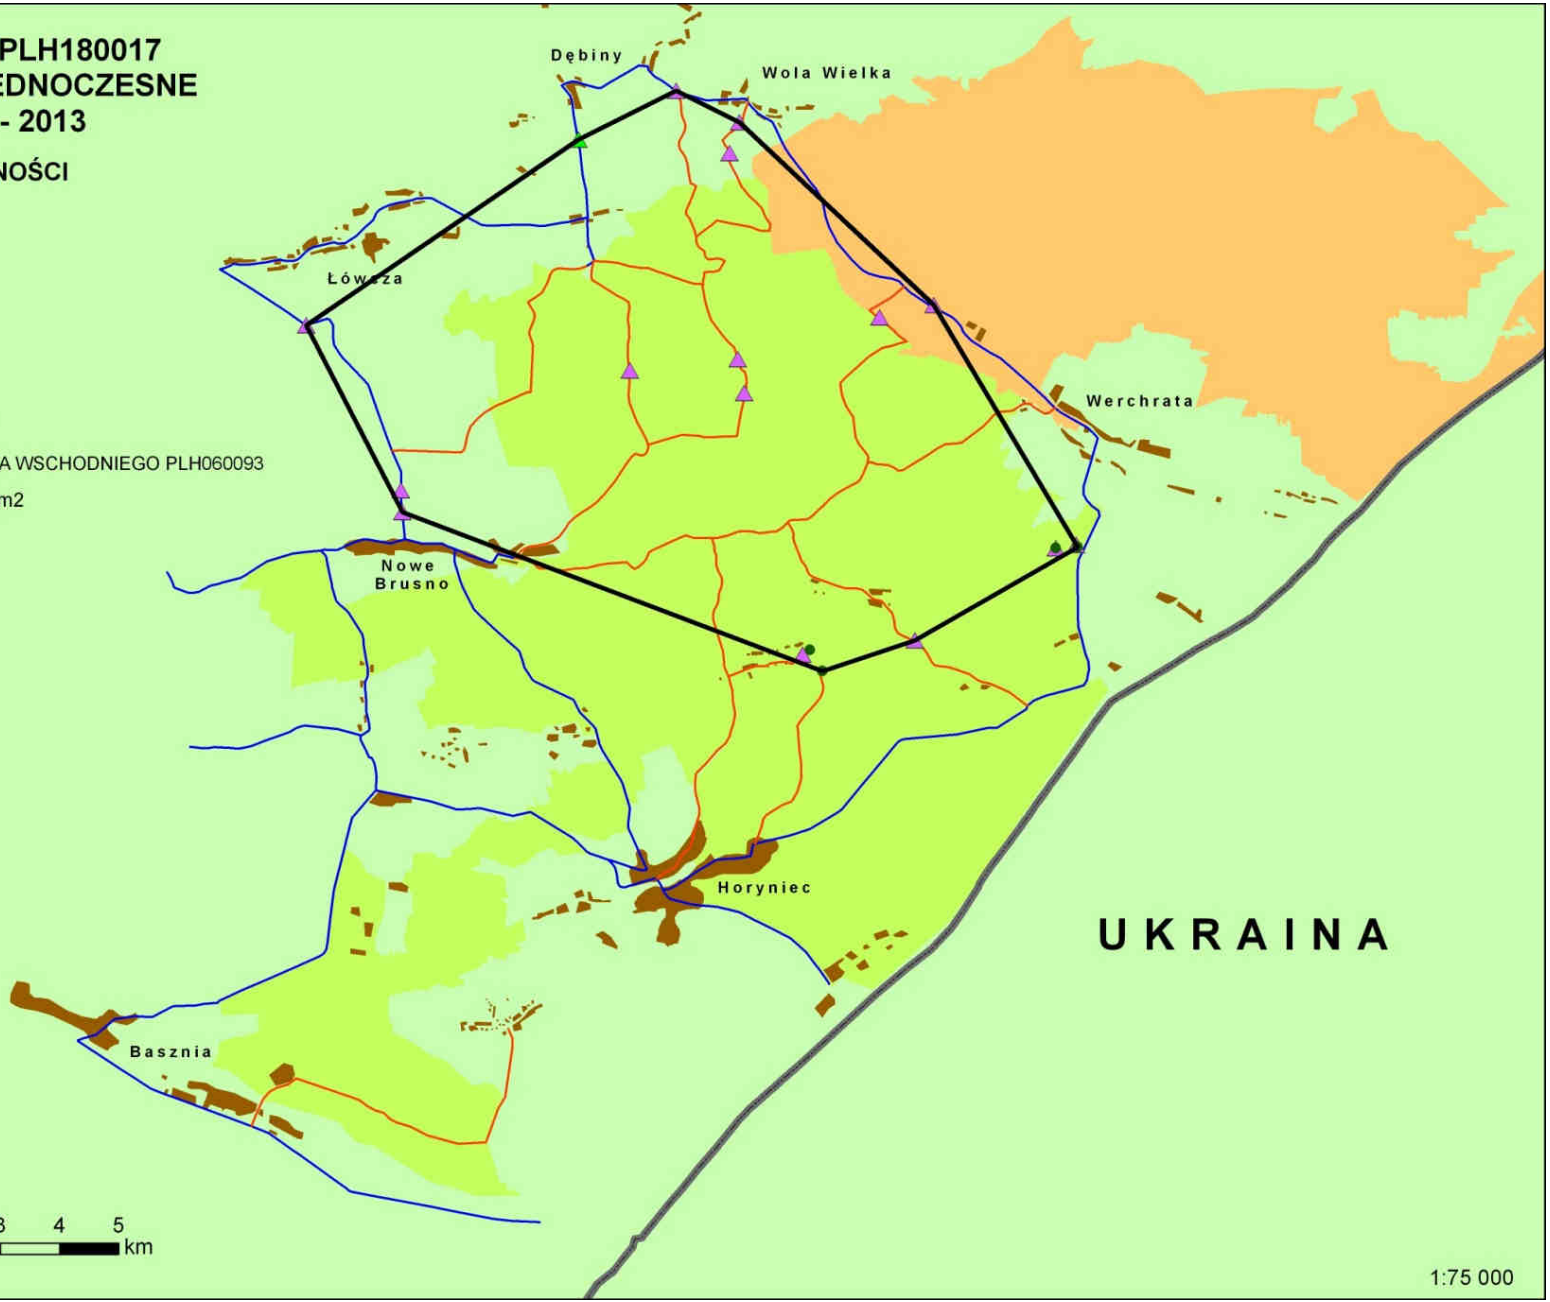 PLH180017
EDNOCZESNE
- 2013
NOŚCI
Dębiny
Wola Wielka
Łówcza
Werchrata
A WSCHODNIEGO PLH060093
m2
Nowe
Brusno
Horyniec
UKRAINA
Basznia
3 4 5
km
1:75 000